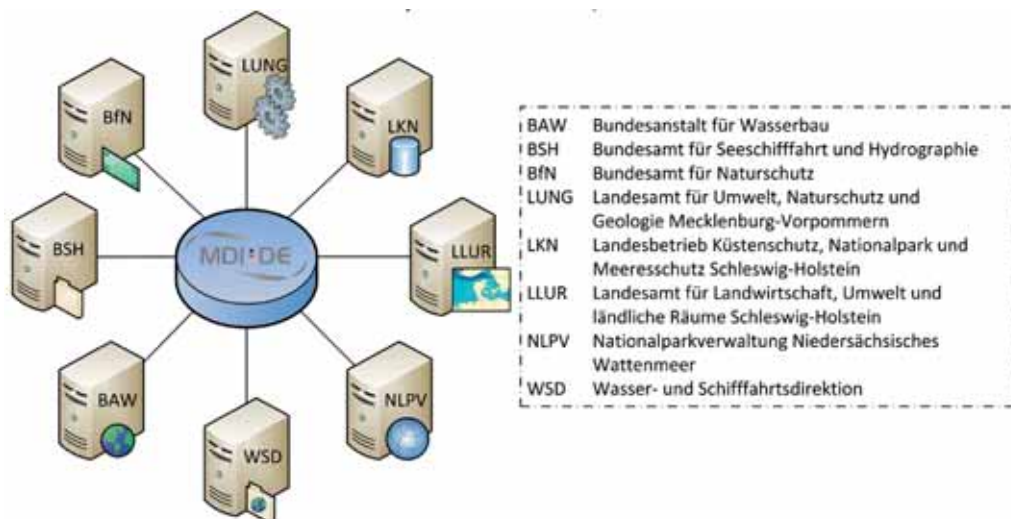 LUNG
BfN
LKN
BSH
MDI:DE
LLUR
BAW
NLPV
WSD
BAW Bundesanstalt für Wasserbau
BSH Bundesamt für Seeschifffahrt und Hydrographie
BfN Bundesamt für Naturschutz
LUNG Landesamt für Umwelt, Naturschutz und
Geologie Mecklenburg-Vorpommern
LKN Landesbetrieb Küstenschutz, Nationalpark und
Meeresschutz Schleswig-Holstein
LLUR Landesamt für Landwirtschaft, Umwelt und
ländliche Räume Schleswig-Holstein
NLPV Nationalparkverwaltung Niedersächsisches
Wattenmeer
WSD Wasser- und Schifffahrtsdirektion